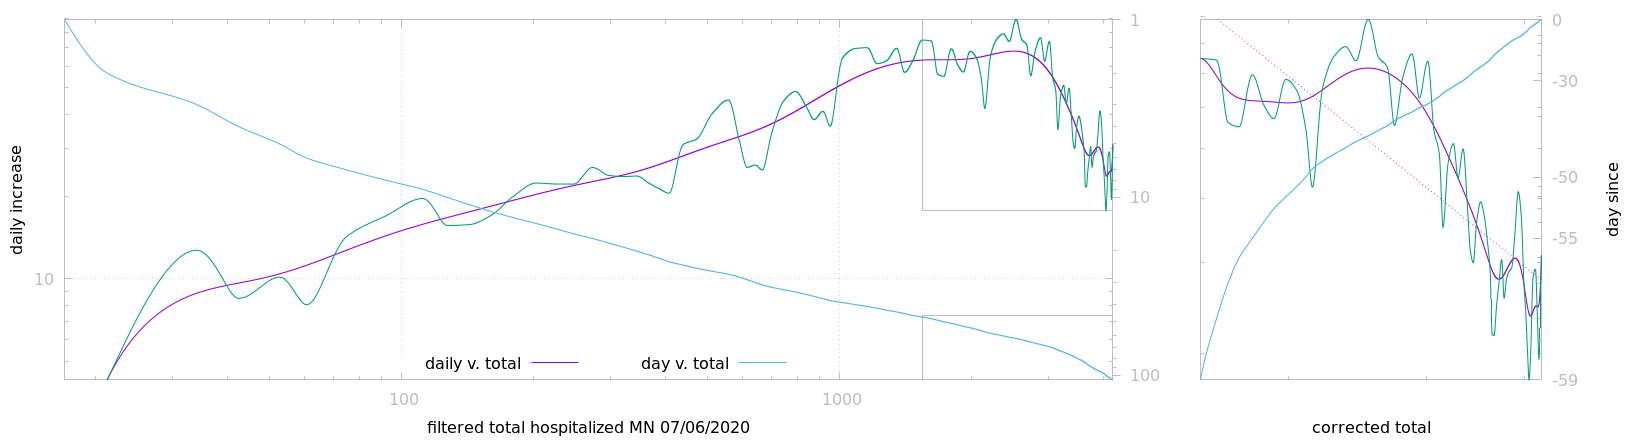 daily increase
10
100
1000
1
10
100
daily v. total
day v. total
filtered total hospitalized MN 07/06/2020
0
-30
-50
-55
-59
day since
corrected total